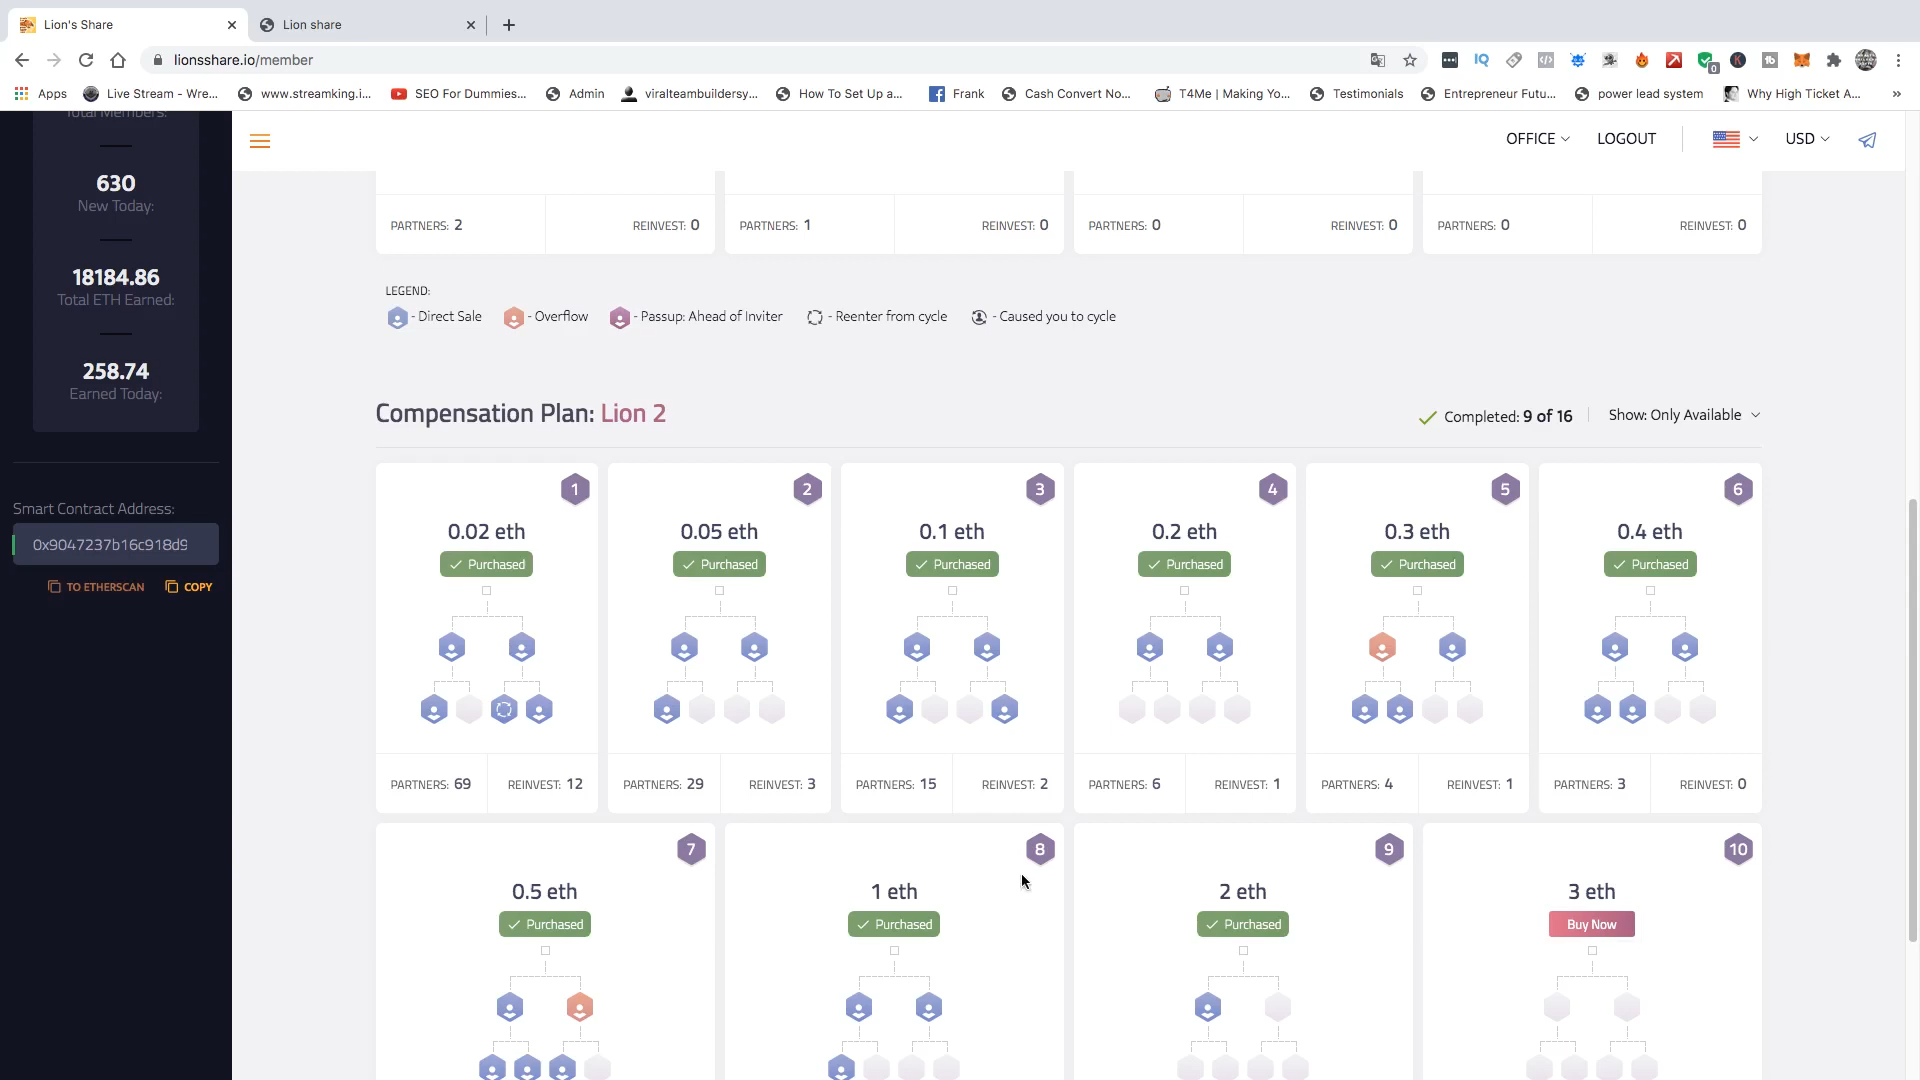 Lion's Share
Lion share
lionsshare.io/member
Apps
Live Stream - Wre...
www.streamking.i...
SEO For Dummies...
Admin
viralteambuildersy...
How To Set Up a...
Frank
Cash Convert No...
T4Me | Making Yo...
Testimonials
Entrepreneur Futu...
power lead system
Why High Ticket A...
»
OFFICE
LOGOUT
USD
Total Members:
630
New Today:
18184.86
Total ETH Earned:
258.74
Earned Today:
Smart Contract Address:
0x9047237b16c918d9
TO ETHERSCAN
COPY
PARTNERS: 2
REINVEST: 0
PARTNERS: 1
REINVEST: 0
PARTNERS: 0
REINVEST: 0
PARTNERS: 0
REINVEST: 0
LEGEND:
- Direct Sale
- Overflow
- Passup: Ahead of Inviter
- Reenter from cycle
- Caused you to cycle
Compensation Plan: Lion 2
Completed: 9 of 16
Show: Only Available
1
0.02 eth
Purchased
PARTNERS: 69
REINVEST: 12
2
0.05 eth
Purchased
PARTNERS: 29
REINVEST: 3
3
0.1 eth
Purchased
PARTNERS: 15
REINVEST: 2
4
0.2 eth
Purchased
PARTNERS: 6
REINVEST: 1
5
0.3 eth
Purchased
PARTNERS: 4
REINVEST: 1
6
0.4 eth
Purchased
PARTNERS: 3
REINVEST: 0
7
0.5 eth
Purchased
8
1 eth
Purchased
9
2 eth
Purchased
10
3 eth
Buy Now